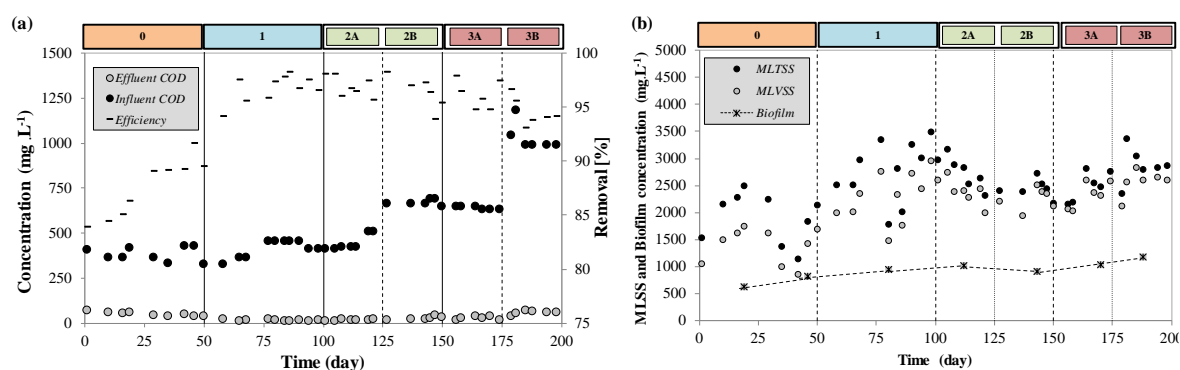 (a)
0 1 2A 2B 3A 3B
Concentration (mg .L-1)
1500
1250
1000
750
500
250
0
Effluent COD
Influent COD
Efficiency
100
95
90
85
80
75
Removal [%]
0 25 50 75 100 125 150 175 200
Time (day)
(b)
0 1 2A 2B 3A 3B
MLSS and Biofilm concentration (mg.L-1)
5000
4500
4000
3500
3000
2500
2000
1500
1000
500
0
MLTSS
MLVSS
Biofilm
0 25 50 75 100 125 150 175 200
Time (day)